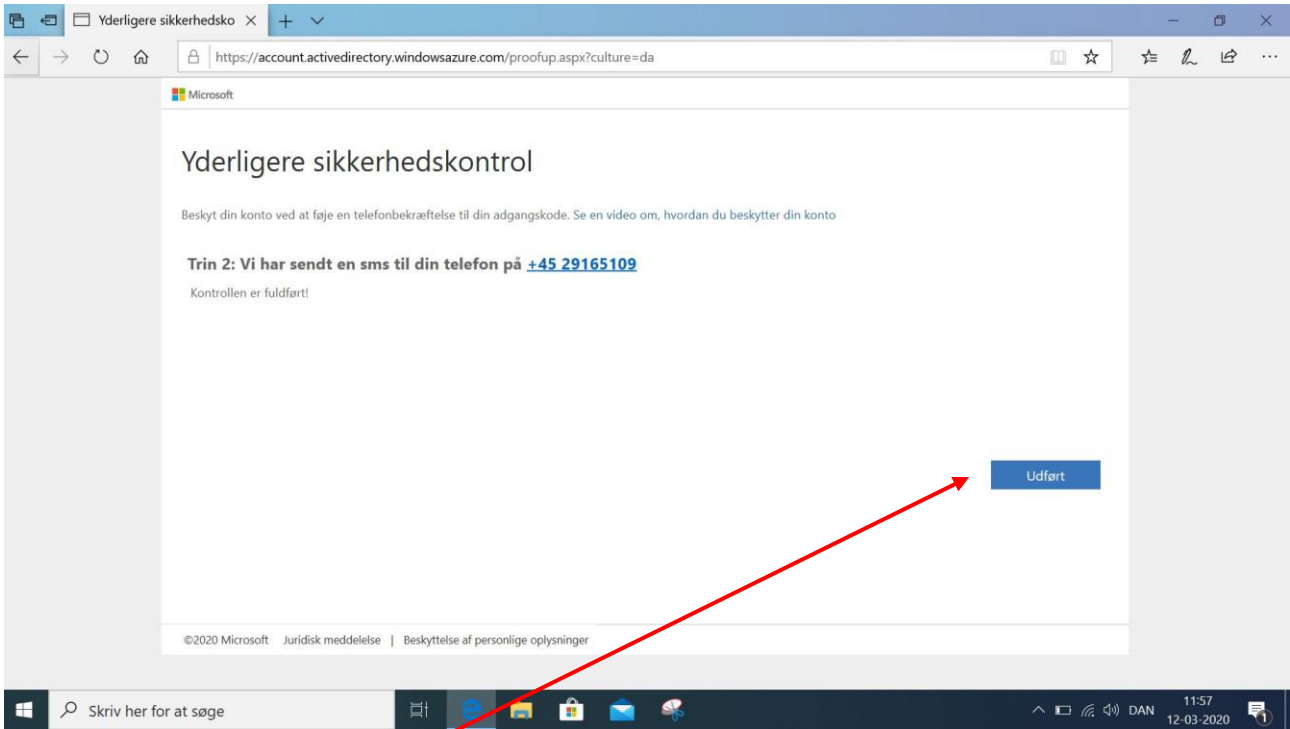 Yderligere sikkerhedsko
https://account.activedirectory.windowsazure.com/proofup.aspx?culture=da
Microsoft
Yderligere sikkerhedskontrol
Beskyt din konto ved at føje en telefonbekræftelse til din adgangskode. Se en video om, hvordan du beskytter din konto
Trin 2: Vi har sendt en sms til din telefon på +45 29165109
Kontrollen er fuldført!
Udført
©2020 Microsoft Juridisk meddelelse | Beskyttelse af personlige oplysninger
Skriv her for at søge
DAN
11:57
12-03-2020
1